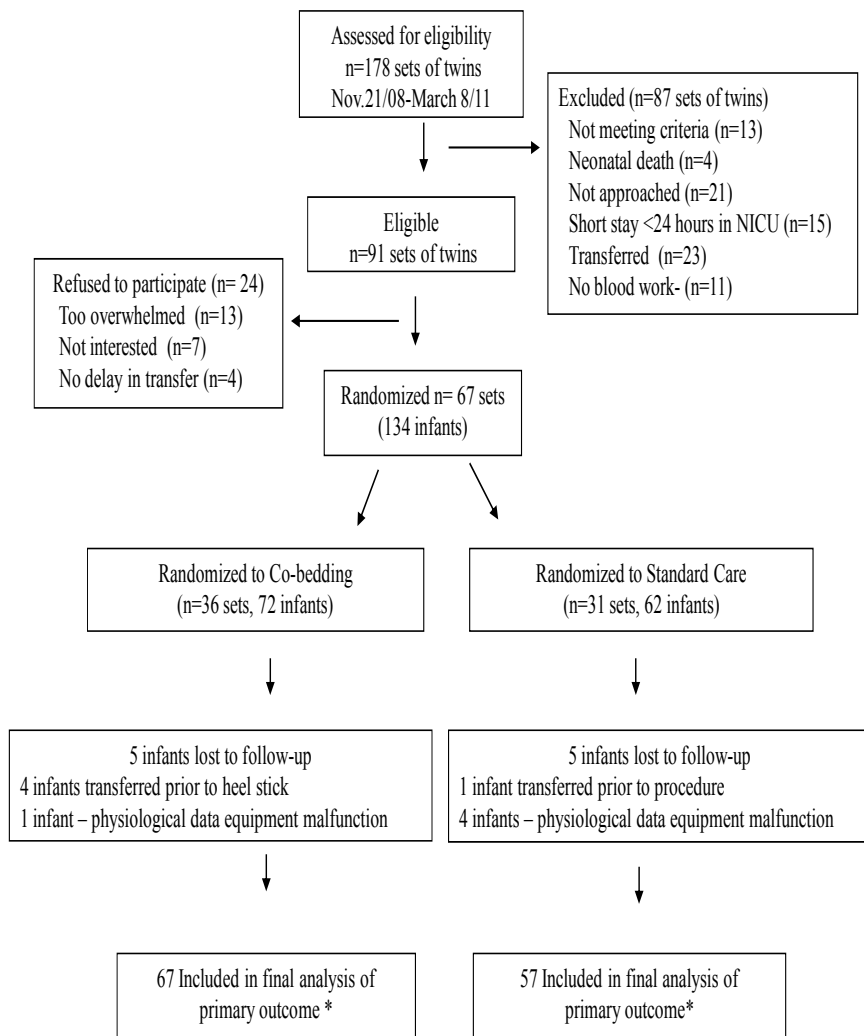 Assessed for eligibility
n=178 sets of twins
Nov.21/08-March 8/11
Excluded (n=87 sets of twins)
Not meeting criteria (n=13)
Neonatal death (n=4)
Not approached (n=21)
Short stay <24 hours in NICU (n=15)
Transferred (n=23)
No blood work- (n=11)
Eligible
n=91 sets of twins
Refused to participate (n= 24)
Too overwhelmed (n=13)
Not interested (n=7)
No delay in transfer (n=4)
Randomized n= 67 sets
(134 infants)
Randomized to Co-bedding
(n=36 sets, 72 infants)
Randomized to Standard Care
(n=31 sets, 62 infants)
5 infants lost to follow-up
4 infants transferred prior to heel stick
1 infant – physiological data equipment malfunction
5 infants lost to follow-up
1 infant transferred prior to procedure
4 infants – physiological data equipment malfunction
67 Included in final analysis of
primary outcome *
57 Included in final analysis of
primary outcome*